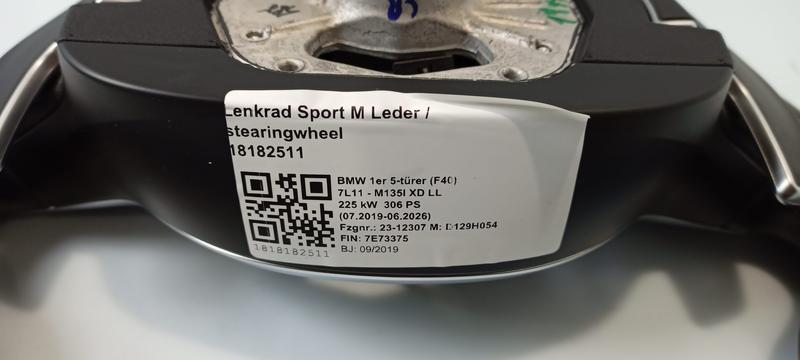 Lenkrad Sport M Leder /
stearingwheel
18182511
BMW 1er 5-türer (F40)
7L11 - M135I XD LL
225 kW 306 PS
(07.2019-06.2026)
Fzgnr.: 23-12307 M: D129H054
FIN: 7E73375
BJ: 09/2019
1818182511